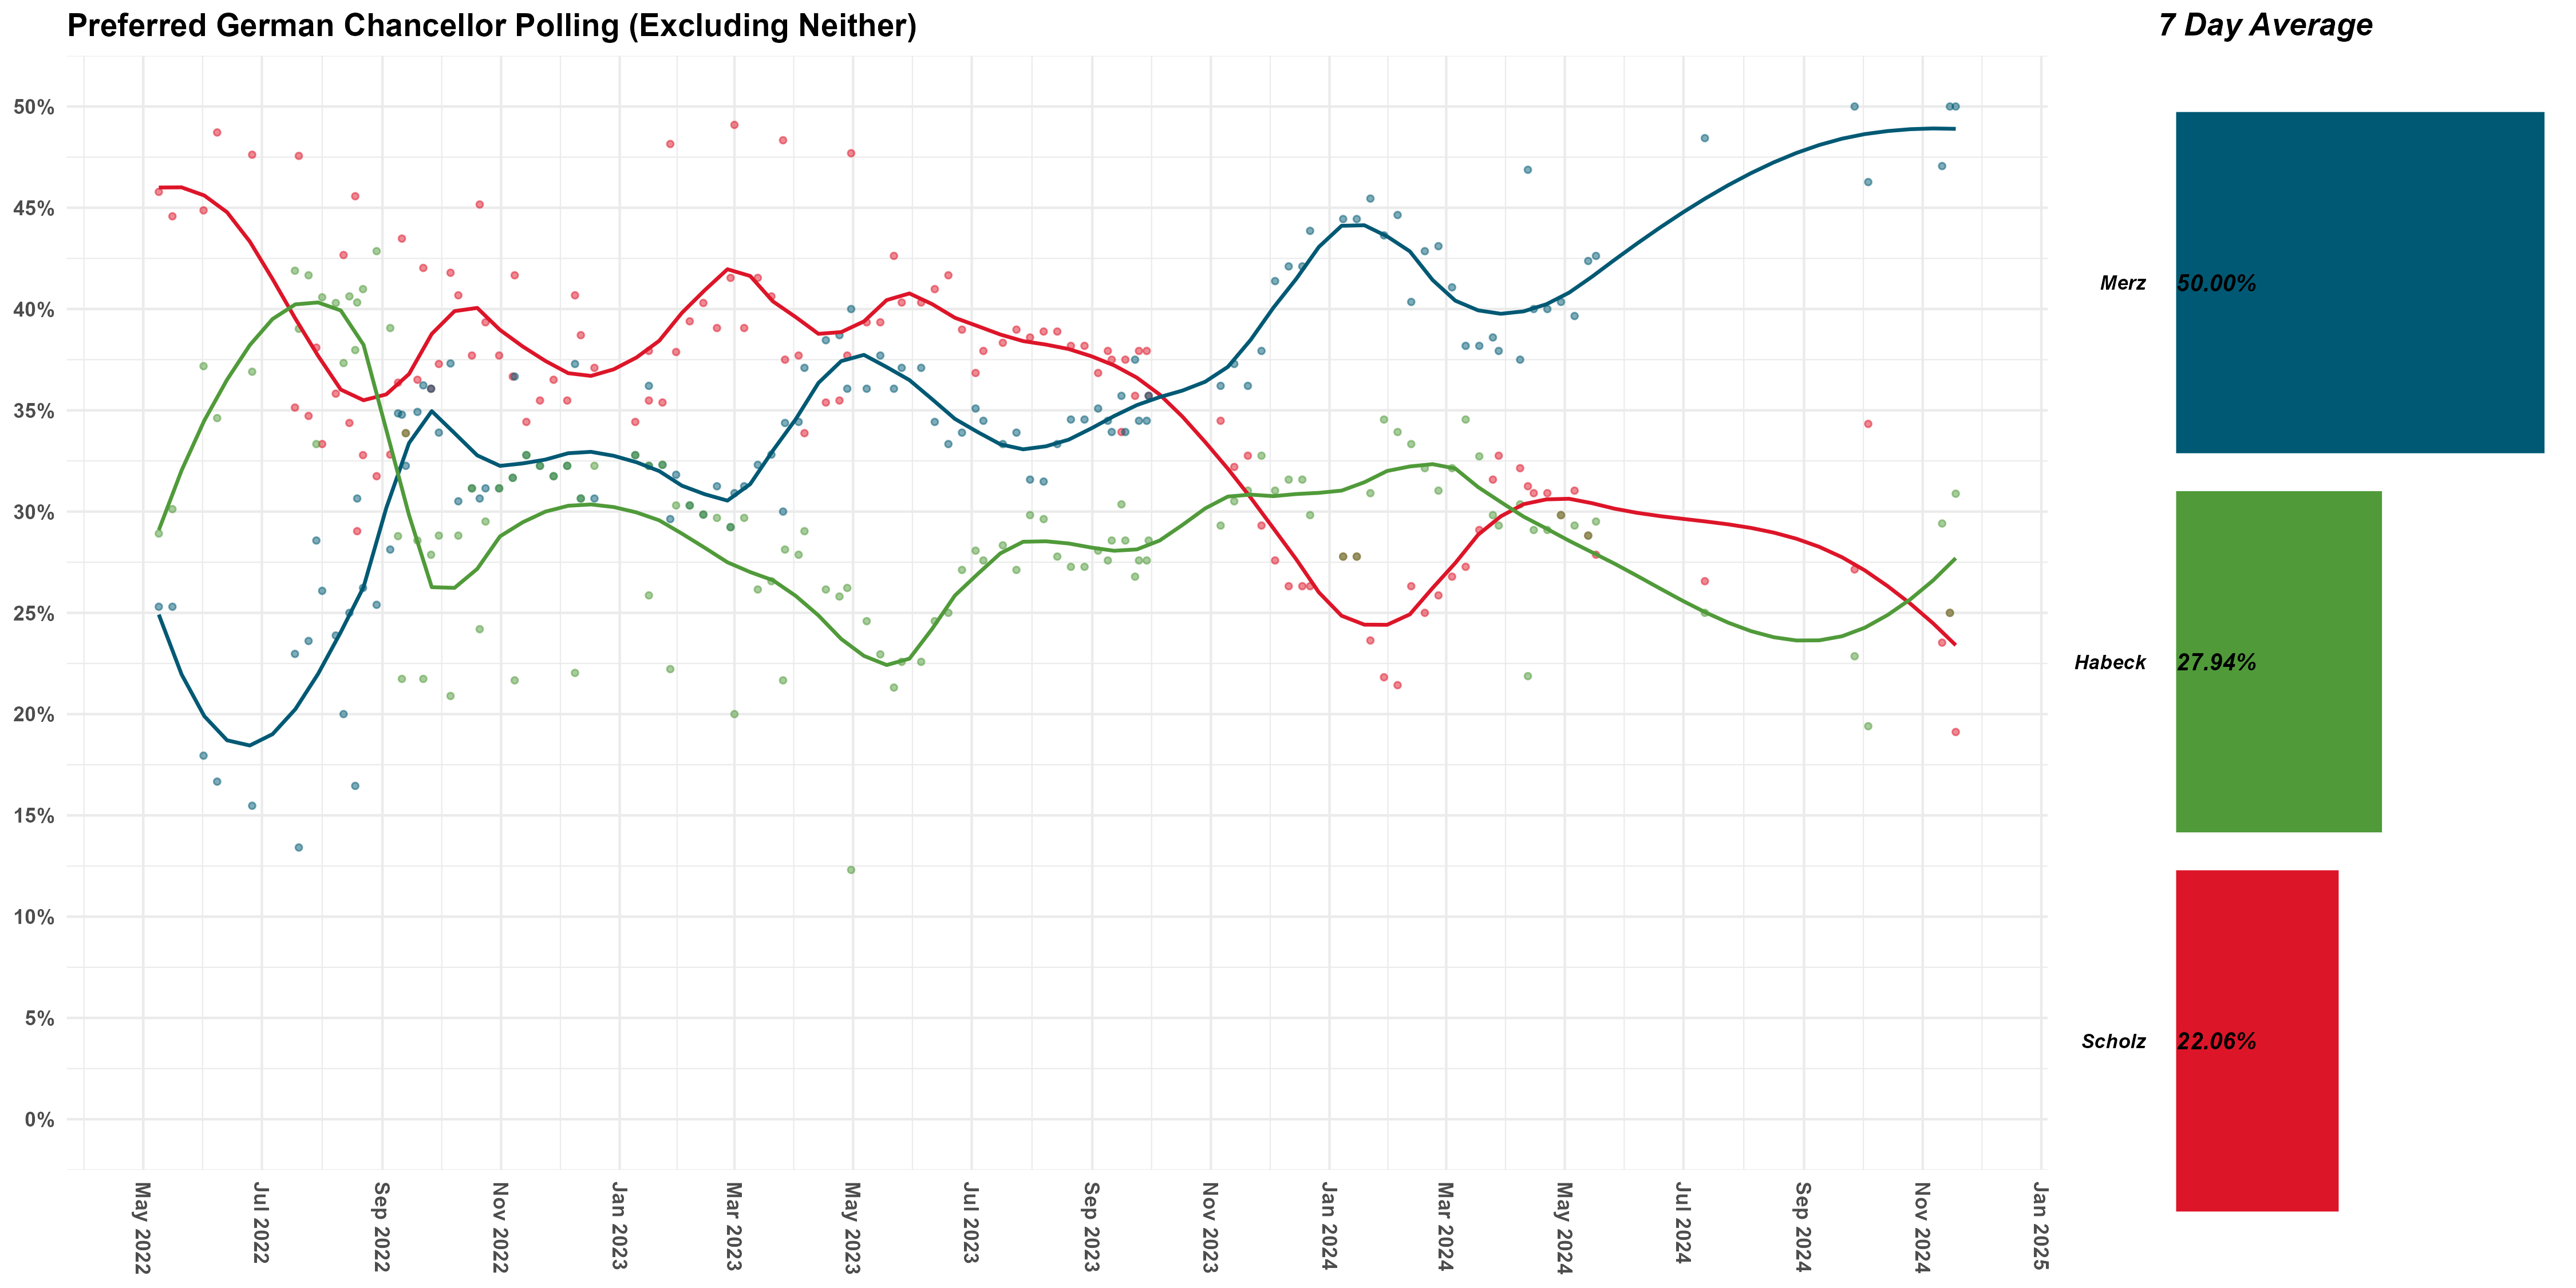 Preferred German Chancellor Polling (Excluding Neither)
7 Day Average
50%
45%
40%
35%
30%
25%
20%
15%
10%
5%
0%
May 2022
Jul 2022
Sep 2022
Nov 2022
Jan 2023
Mar 2023
May 2023
Jul 2023
Sep 2023
Nov 2023
Jan 2024
Mar 2024
May 2024
Jul 2024
Sep 2024
Nov 2024
Jan 2025
Merz 50.00%
Habeck 27.94%
Scholz 22.06%